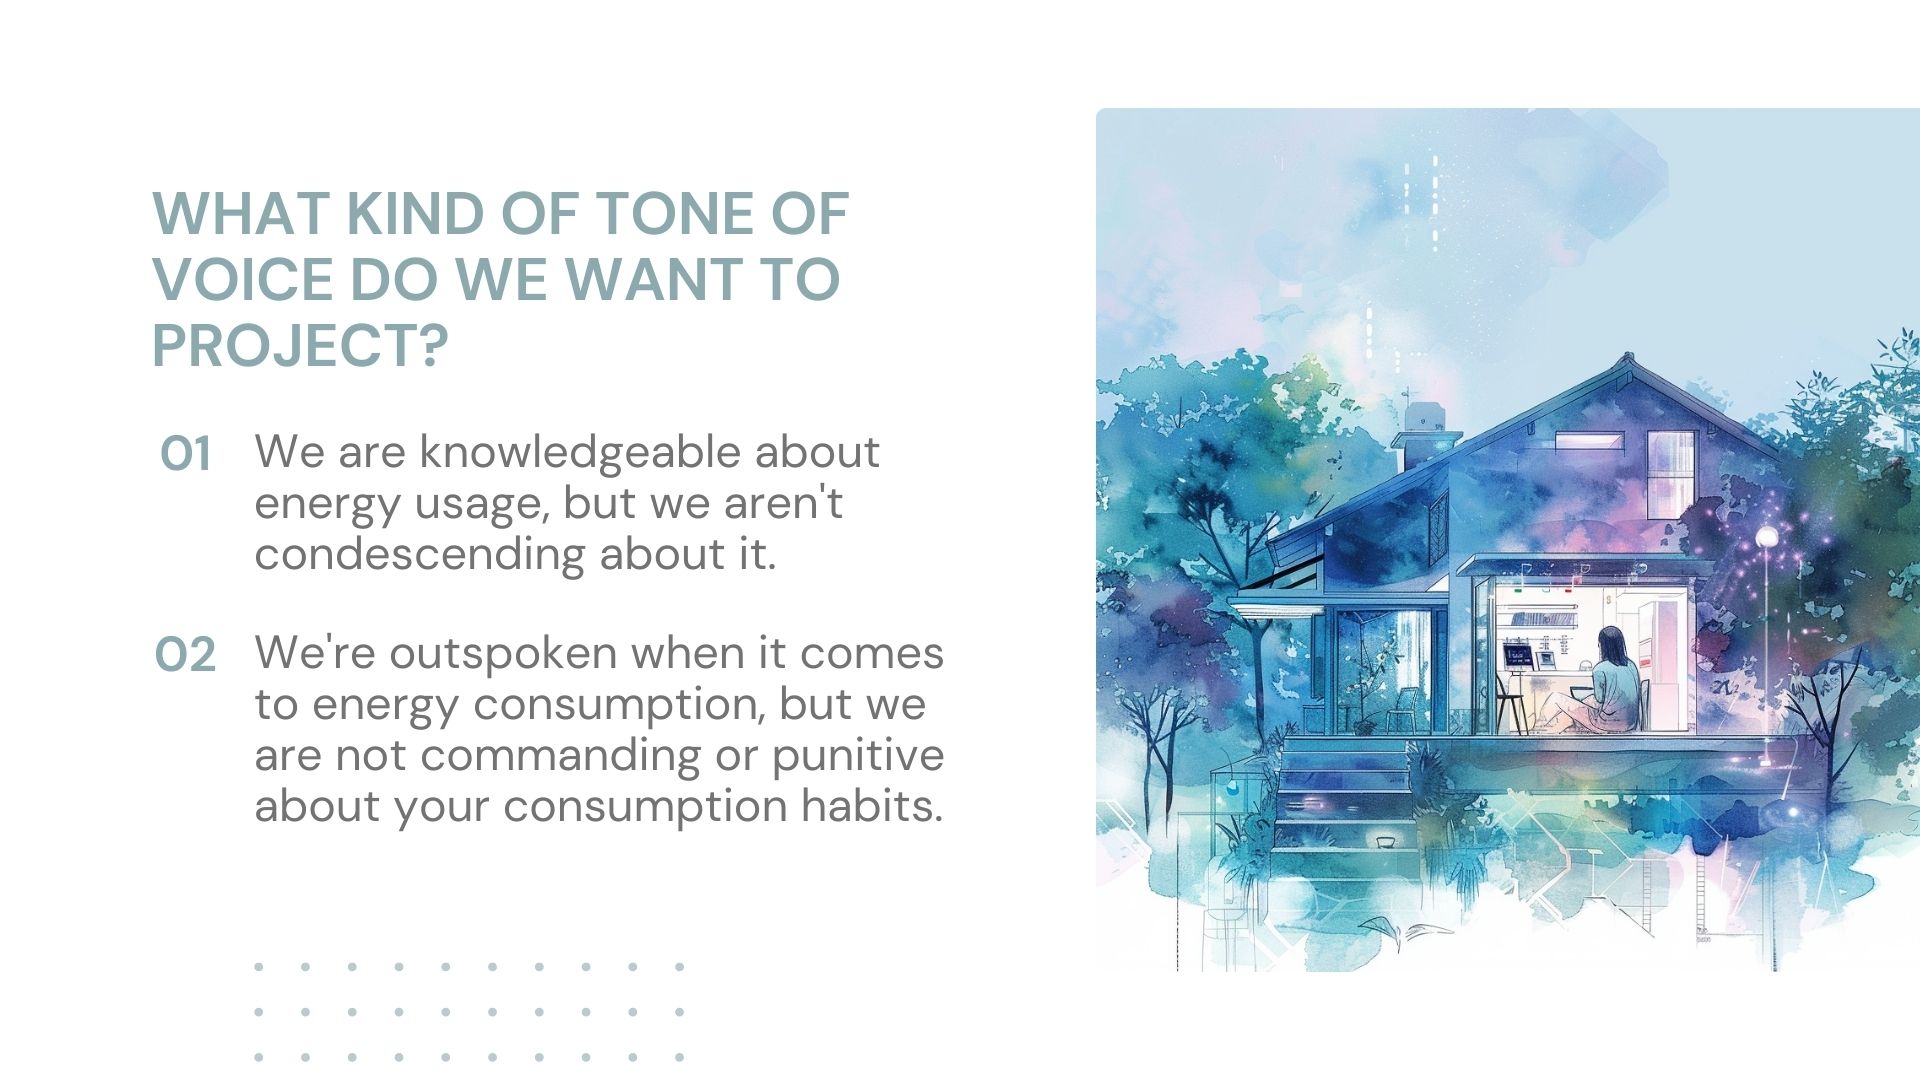 WHAT KIND OF TONE OF
VOICE DO WE WANT TO
PROJECT?
01 We are knowledgeable about
energy usage, but we aren't
condescending about it.
02 We're outspoken when it comes
to energy consumption, but we
are not commanding or punitive
about your consumption habits.